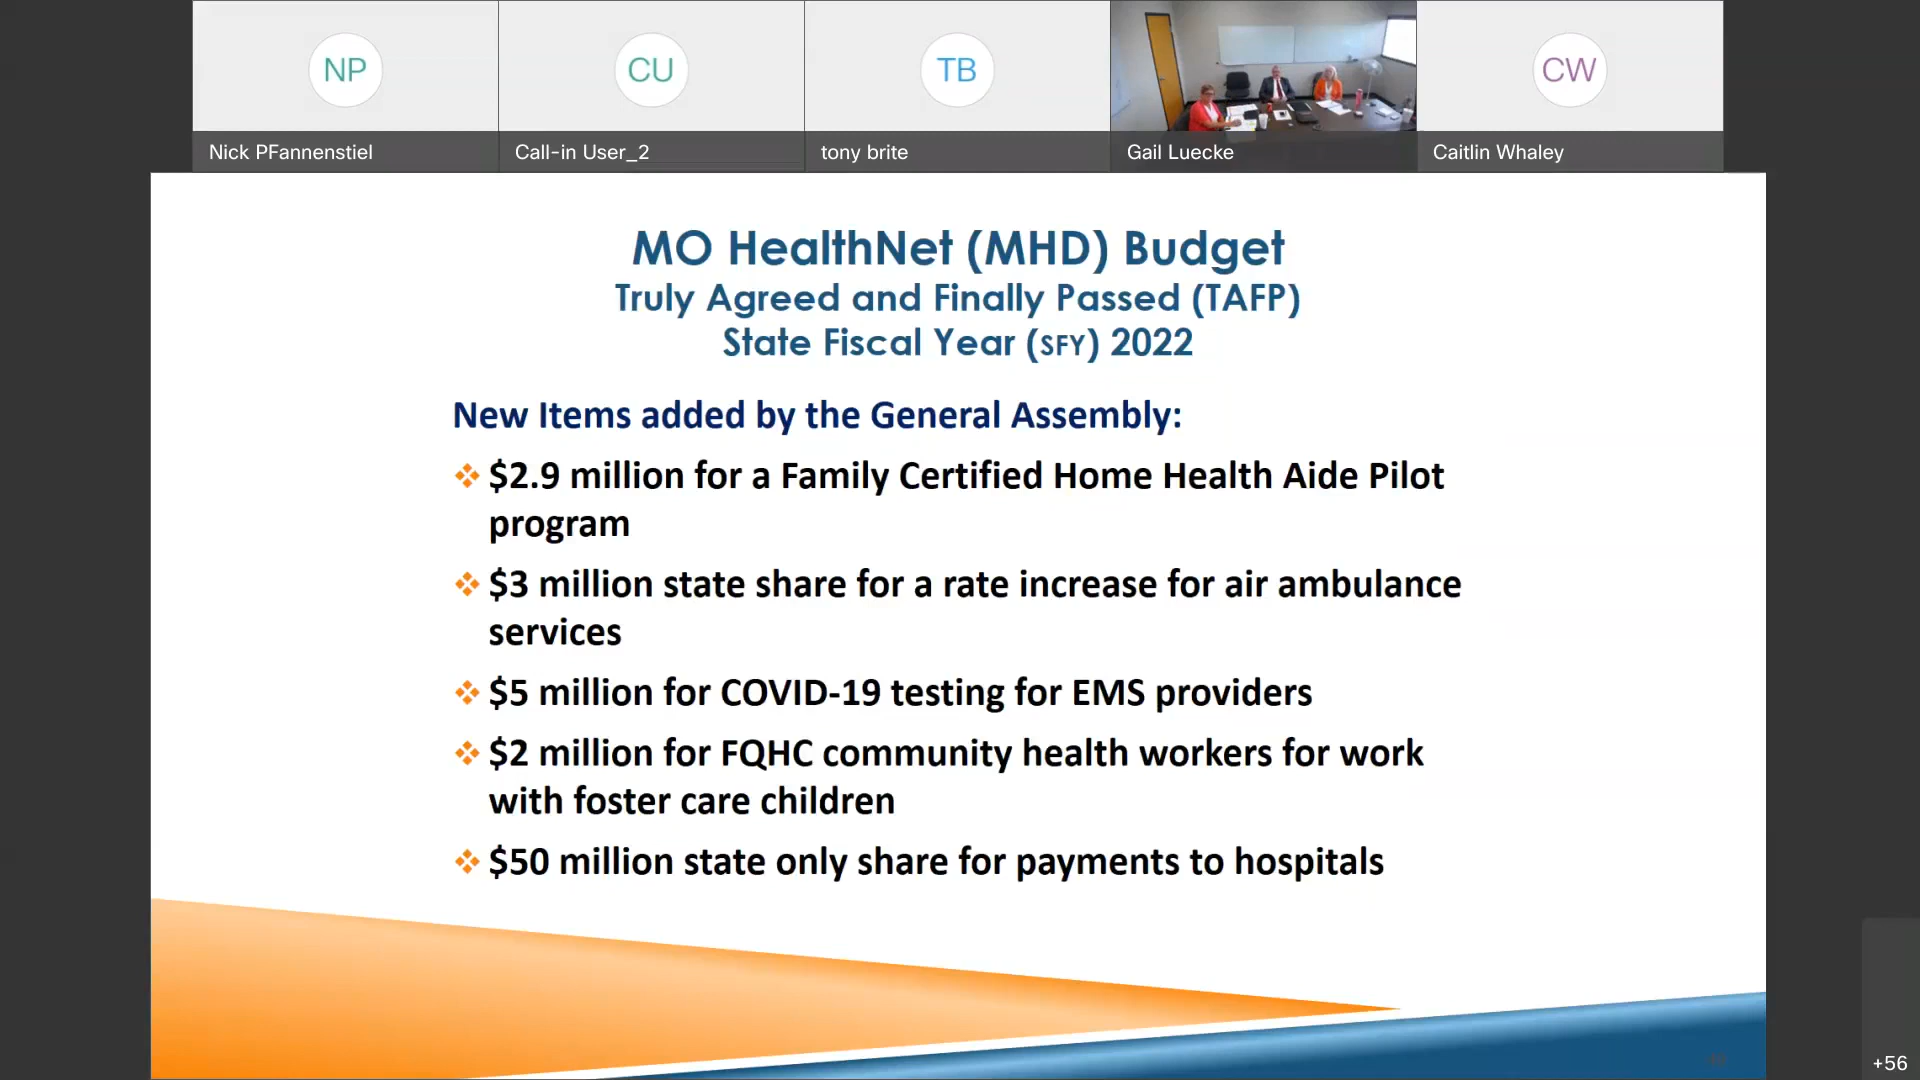 NP
CU
TB
CW
Nick PFannenstiel
Call-in User_2
tony brite
Gail Luecke
Caitlin Whaley
MO HealthNet (MHD) Budget
Truly Agreed and Finally Passed (TAFP)
State Fiscal Year (SFY) 2022
New Items added by the General Assembly:
$2.9 million for a Family Certified Home Health Aide Pilot
program
$3 million state share for a rate increase for air ambulance
services
$5 million for COVID-19 testing for EMS providers
$2 million for FQHC community health workers for work
with foster care children
$50 million state only share for payments to hospitals
+56